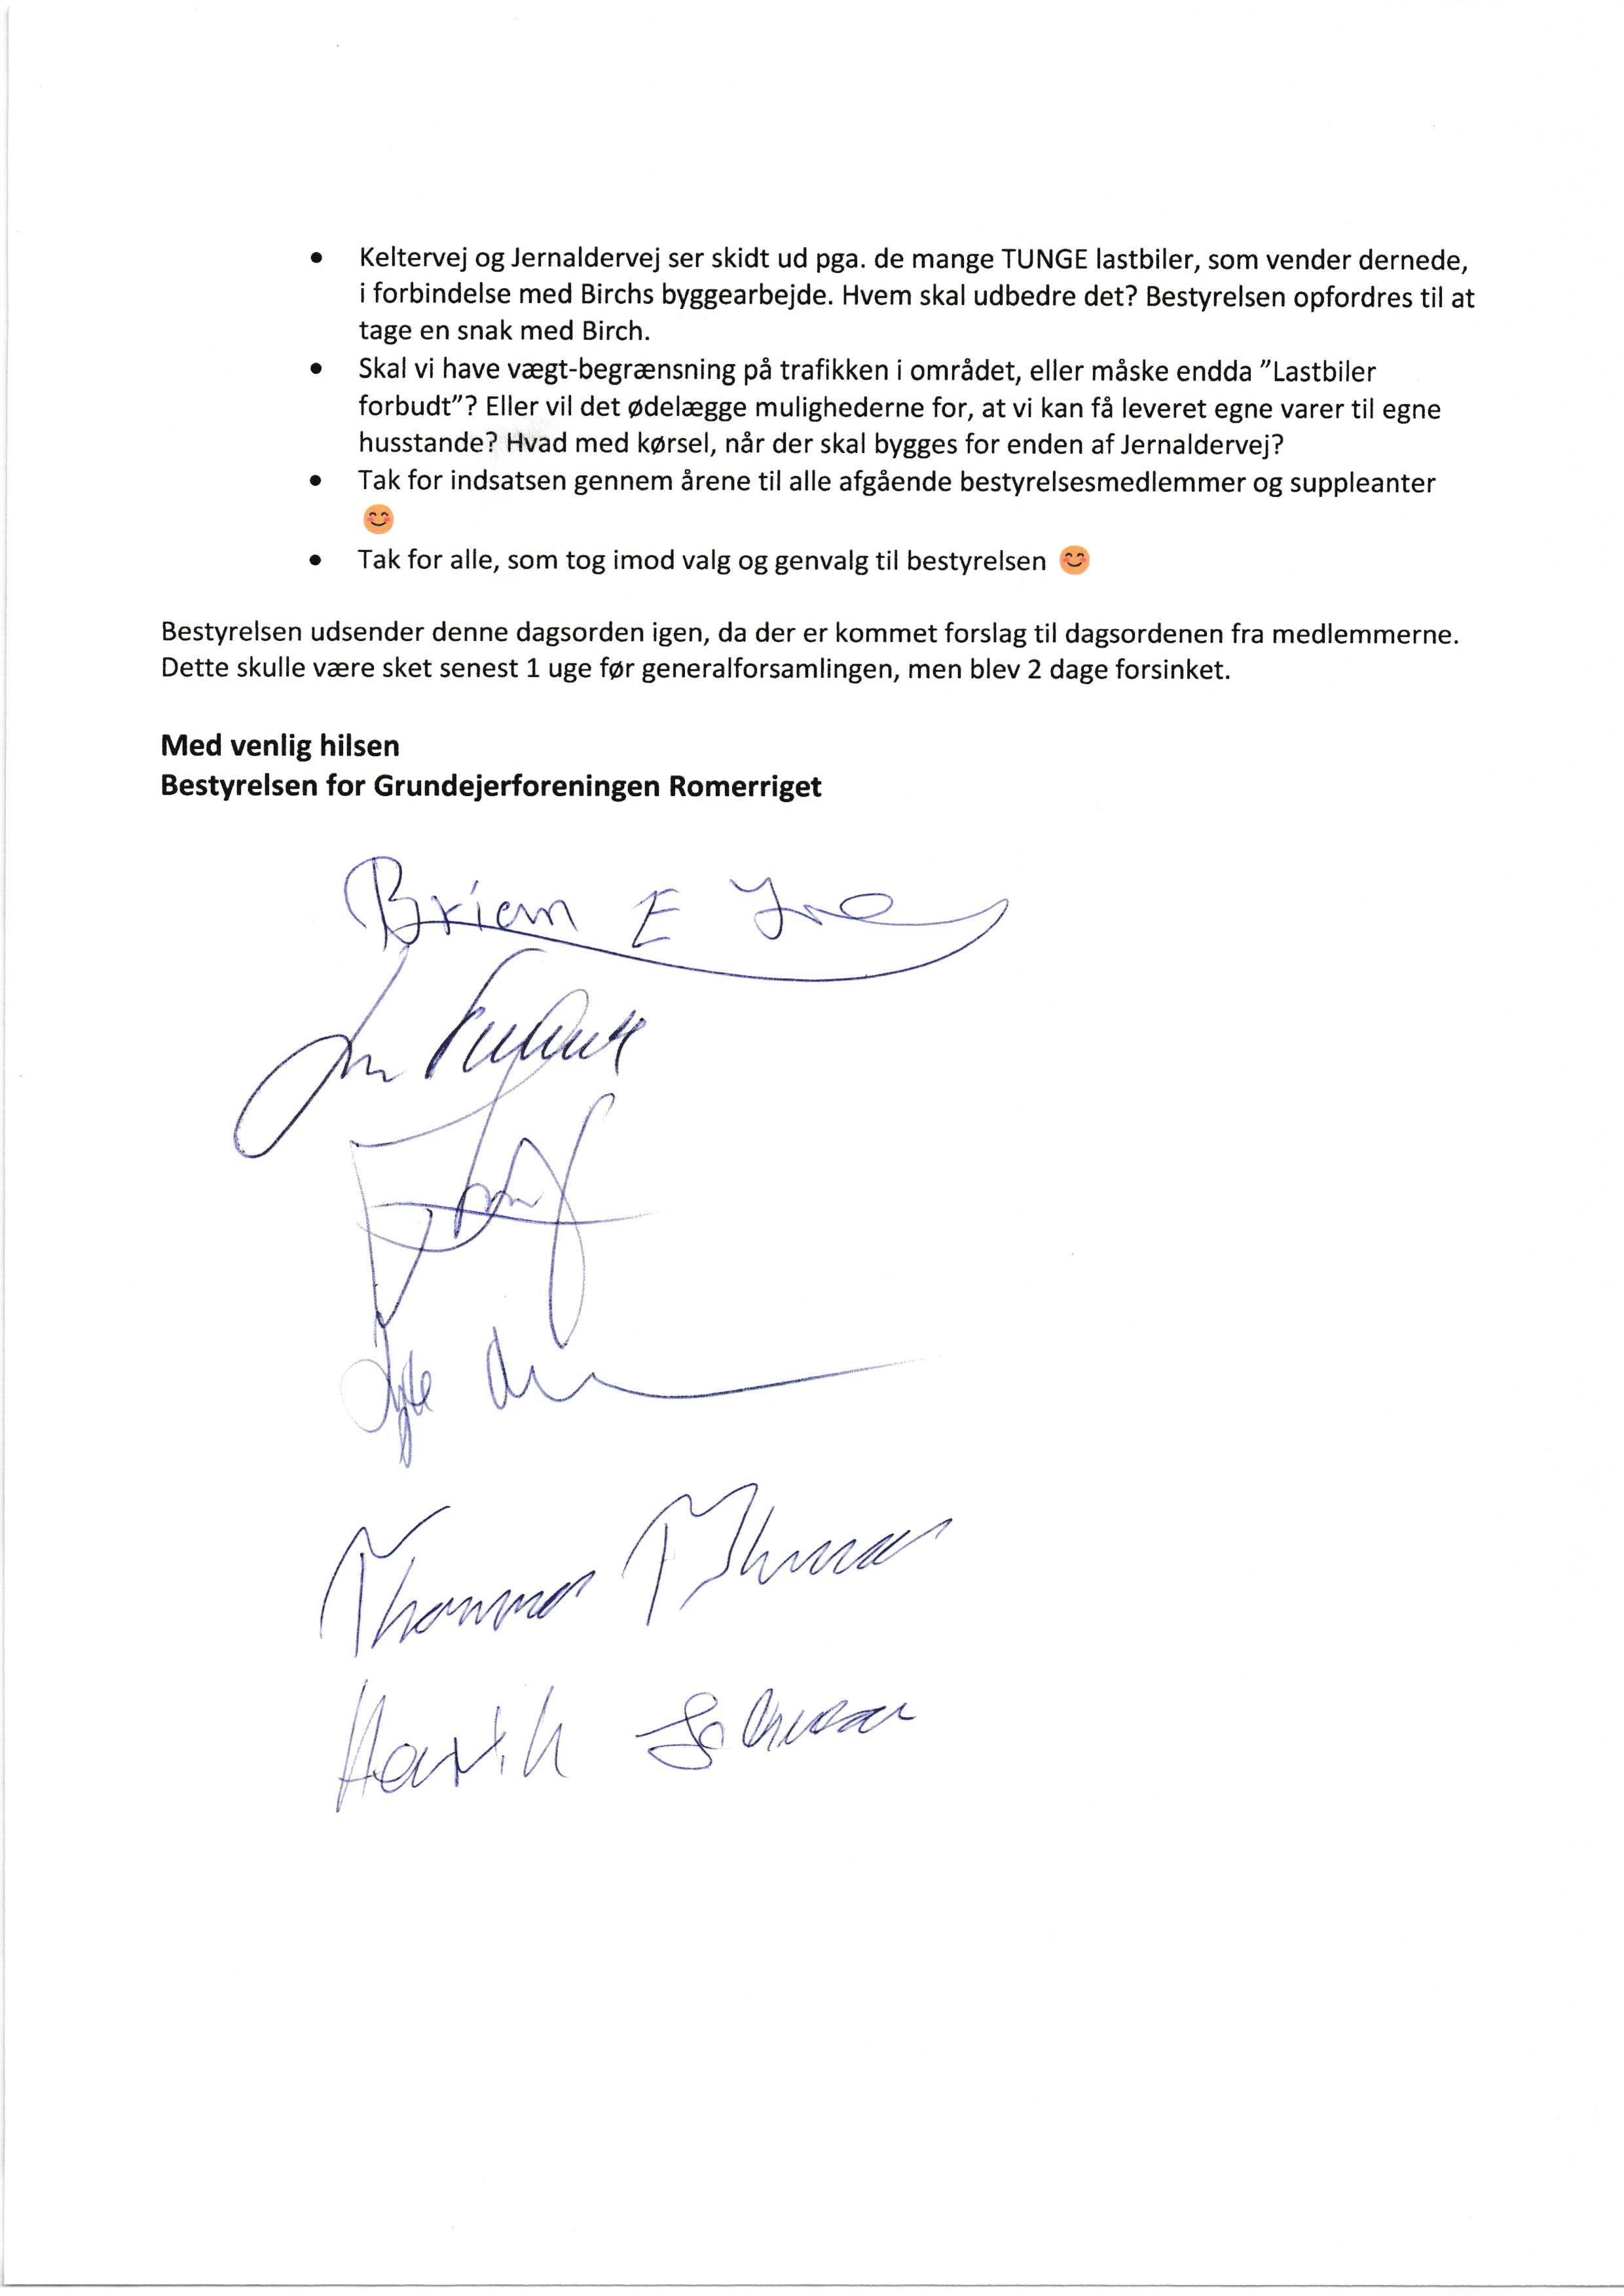 • Keltervej og Jernaldervej ser skidt ud pga. de mange TUNGE lastbiler, som vender dernede,
i forbindelse med Birchs byggearbejde. Hvem skal udbedre det? Bestyrelsen opfordres til at
tage en snak med Birch.
• Skal vi have vægt-begrænsning på trafikken i området, eller måske endda ”Lastbiler
forbudt”? Eller vil det ødelægge mulighederne for, at vi kan få leveret egne varer til egne
husstande? Hvad med kørsel, når der skal bygges for enden af Jernaldervej?
• Tak for indsatsen gennem årene til alle afgående bestyrelsesmedlemmer og suppleanter
😊
• Tak for alle, som tog imod valg og genvalg til bestyrelsen 😊
Bestyrelsen udsender denne dagsorden igen, da der er kommet forslag til dagsordenen fra medlemmerne.
Dette skulle være sket senest 1 uge før generalforsamlingen, men blev 2 dage forsinket.
Med venlig hilsen
Bestyrelsen for Grundejerforeningen Romerriget
E